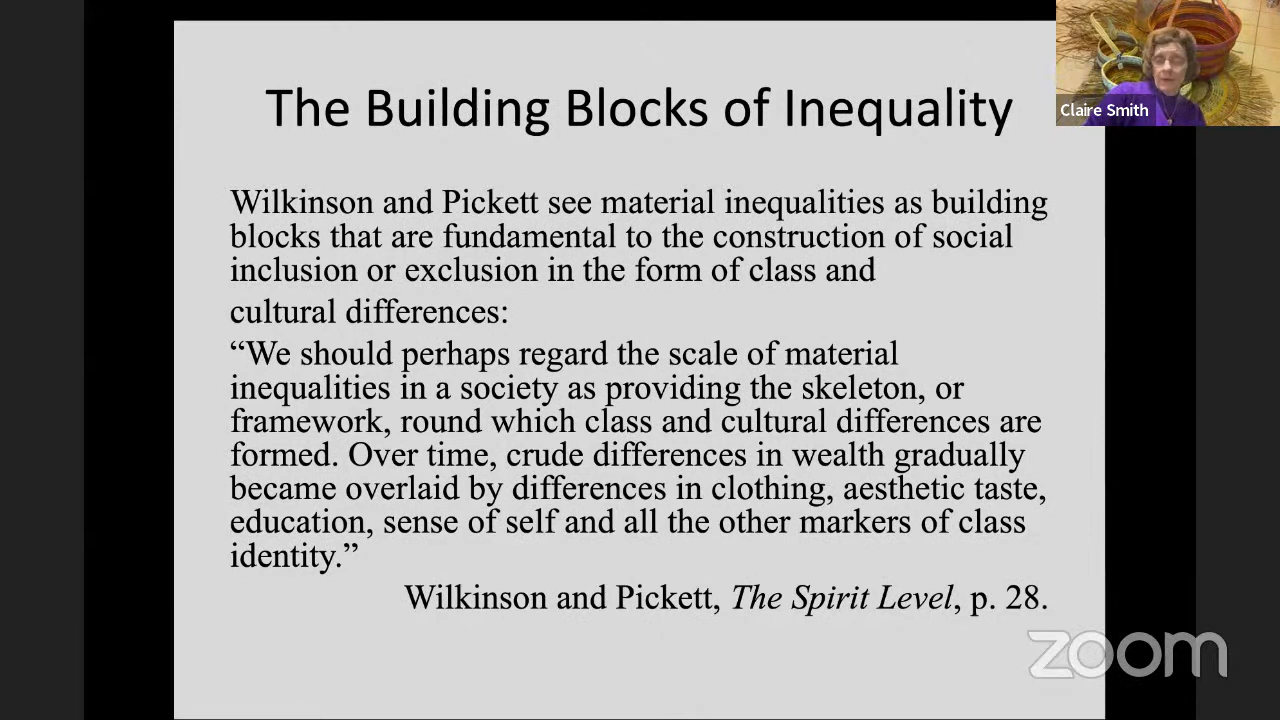 The Building Blocks of Inequality
Claire Smith
Wilkinson and Pickett see material inequalities as building
blocks that are fundamental to the construction of social
inclusion or exclusion in the form of class and
cultural differences:
“We should perhaps regard the scale of material
inequalities in a society as providing the skeleton, or
framework, round which class and cultural differences are
formed. Over time, crude differences in wealth gradually
became overlaid by differences in clothing, aesthetic taste,
education, sense of self and all the other markers of class
identity.”
Wilkinson and Pickett, The Spirit Level, p. 28.
zoom